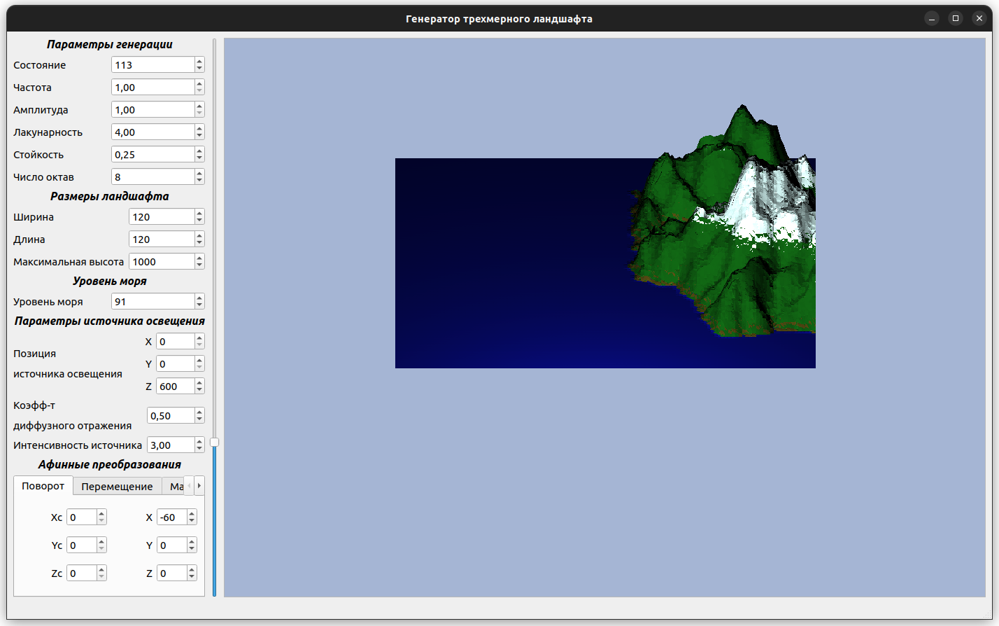 Генератор трехмерного ландшафта
Параметры генерации
Состояние 113
Частота 1,00
Амплитуда 1,00
Лакунарность 4,00
Стойкость 0,25
Число октав 8
Размеры ландшафта
Ширина 120
Длина 120
Максимальная высота 1000
Уровень моря
Уровень моря 91
Параметры источника освещения
X 0
Позиция
Y 0
источника освещения
Z 600
Коэфф-т
0,50
диффузного отражения
Интенсивность источника 3,00
Афинные преобразования
Поворот Перемещение Ма
Xc 0 X -60
Yc 0 Y 0
Zc 0 Z 0